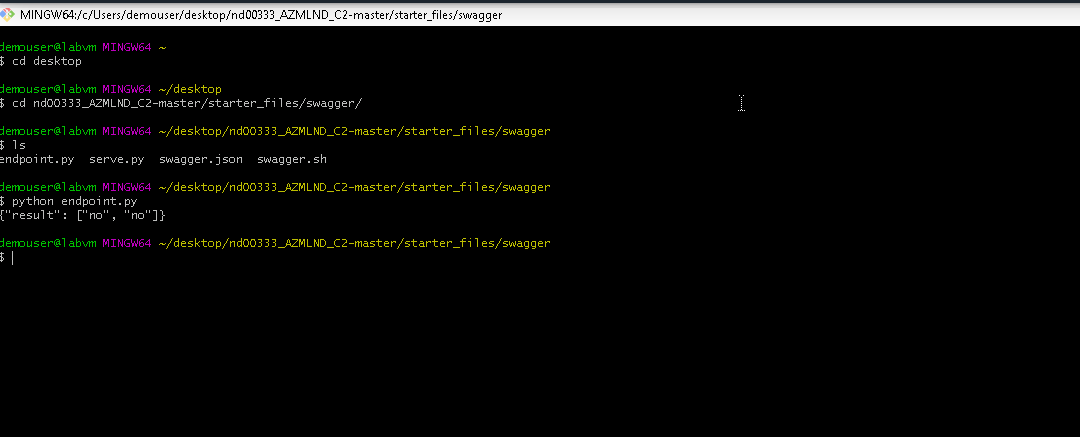 MINGW64:/c/Users/demouser/desktop/nd00333_AZMLND_C2-master/starter_files/swagger
demouser@labvm MINGW64 ~
$ cd desktop
demouser@labvm MINGW64 ~/desktop
$ cd nd00333_AZMLND_C2-master/starter_files/swagger/
demouser@labvm MINGW64 ~/desktop/nd00333_AZMLND_C2-master/starter_files/swagger
$ ls
endpoint.py  serve.py  swagger.json  swagger.sh
demouser@labvm MINGW64 ~/desktop/nd00333_AZMLND_C2-master/starter_files/swagger
$ python endpoint.py
{"result": ["no", "no"]}
demouser@labvm MINGW64 ~/desktop/nd00333_AZMLND_C2-master/starter_files/swagger
$